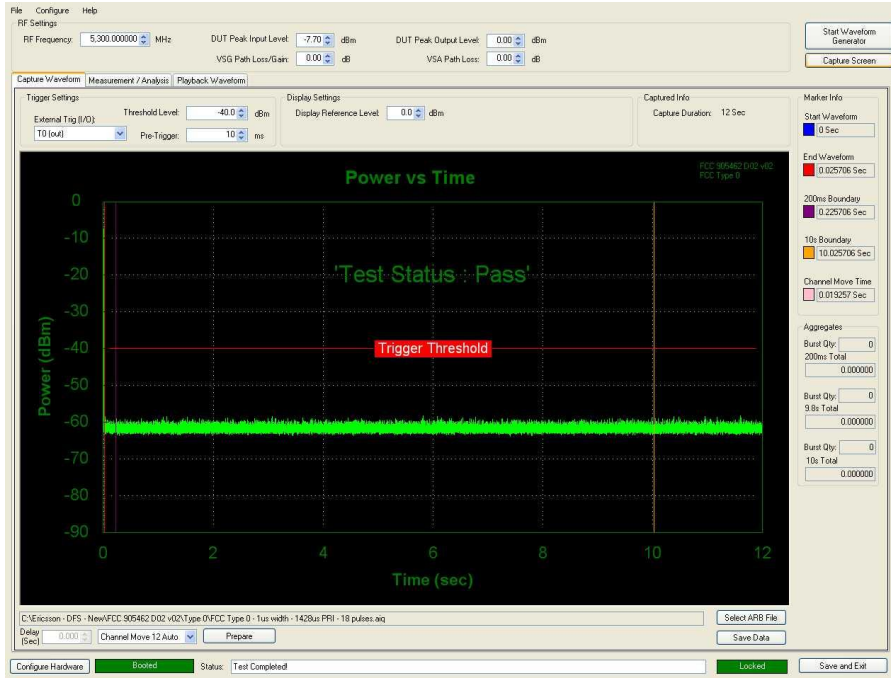 File Configure Help
RF Settings
RF Frequency: 5,300.000000 MHz
DUT Peak Input Level: -7.70 dBm
DUT Peak Output Level: 0.00 dBm
VSG Path Loss/Gain: 0.00 dB
VSA Path Loss: 0.00 dB
Start Waveform Generator
Capture Screen
Capture Waveform Measurement / Analysis Playback Waveform
Trigger Settings
External Trig (I/O):
T0 (out)
Threshold Level: -40.0 dBm
Pre-Trigger: 10 ms
Display Settings
Display Reference Level: 0.0 dBm
Captured Info
Capture Duration: 12 Sec
Marker Info
Start Waveform
0 Sec
End Waveform
0.025706 Sec
200ms Boundary
0.225706 Sec
10s Boundary
10.025706 Sec
Channel Move Time
0.019257 Sec
Aggregates
Burst Qty: 0
200ms Total
0.000000
Burst Qty: 0
9.8s Total
0.000000
Burst Qty: 0
10s Total
0.000000
Power vs Time
FCC 905462 D02 v02
FCC Type 0
'Test Status : Pass'
Trigger Threshold
Power (dBm)
0
-10
-20
-30
-40
-50
-60
-70
-80
-90
0 2 4 6 8 10 12
Time (sec)
C:\Ericsson - DFS - New\FCC 905462 D02 v02\Type 0\FCC Type 0 - 1us width - 1428us PRI - 18 pulses.aiq
Select ARB File
Delay (Sec) 0.000 Channel Move 12 Auto Prepare
Save Data
Configure Hardware Booted Status: Test Completed! Locked Save and Exit